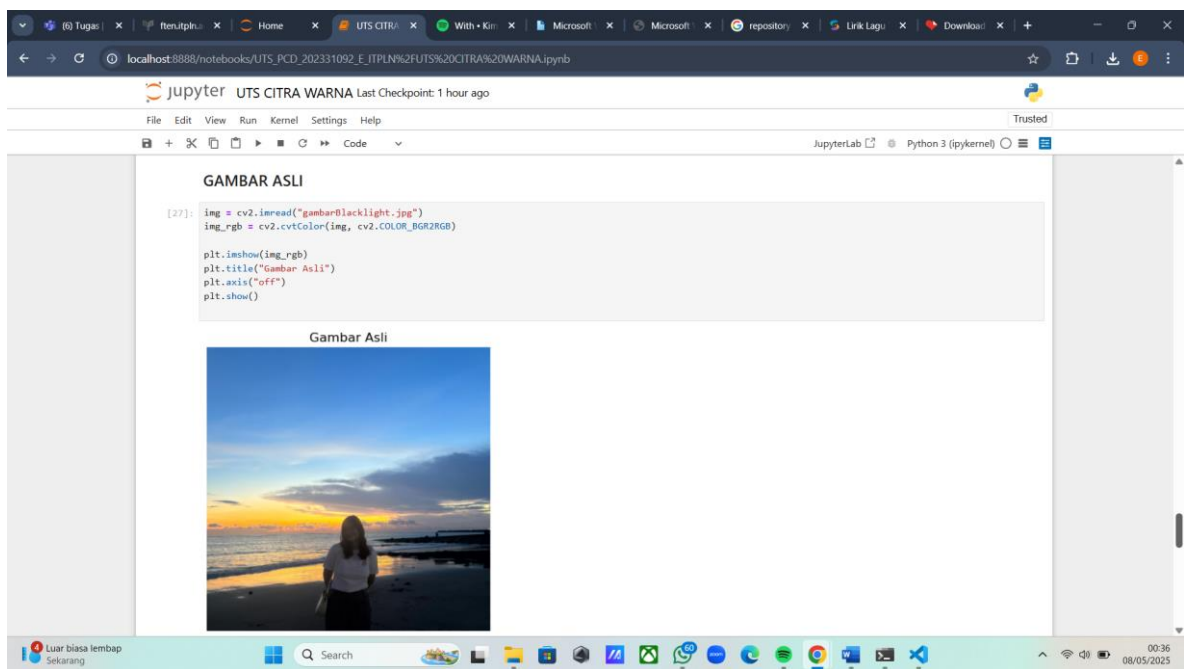 (6) Tugas | ften.itpln.a Home UTS CITRA With • Kim Microsoft Microsoft repository Lirik Lagu Download
localhost:8888/notebooks/UTS_PCD_202331092_E_ITPLN%2FUTS%20CITRA%20WARNA.ipynb E
jupyter UTS CITRA WARNA Last Checkpoint: 1 hour ago
File Edit View Run Kernel Settings Help Trusted
Code JupyterLab Python 3 (ipykernel)
GAMBAR ASLI
[27]: img = cv2.imread("gambarBlacklight.jpg")
img_rgb = cv2.cvtColor(img, cv2.COLOR_BGR2RGB)
plt.imshow(img_rgb)
plt.title("Gambar Asli")
plt.axis("off")
plt.show()
Gambar Asli
4 Luar biasa lembap
Sekarang
Search
60
00:36
08/05/2025